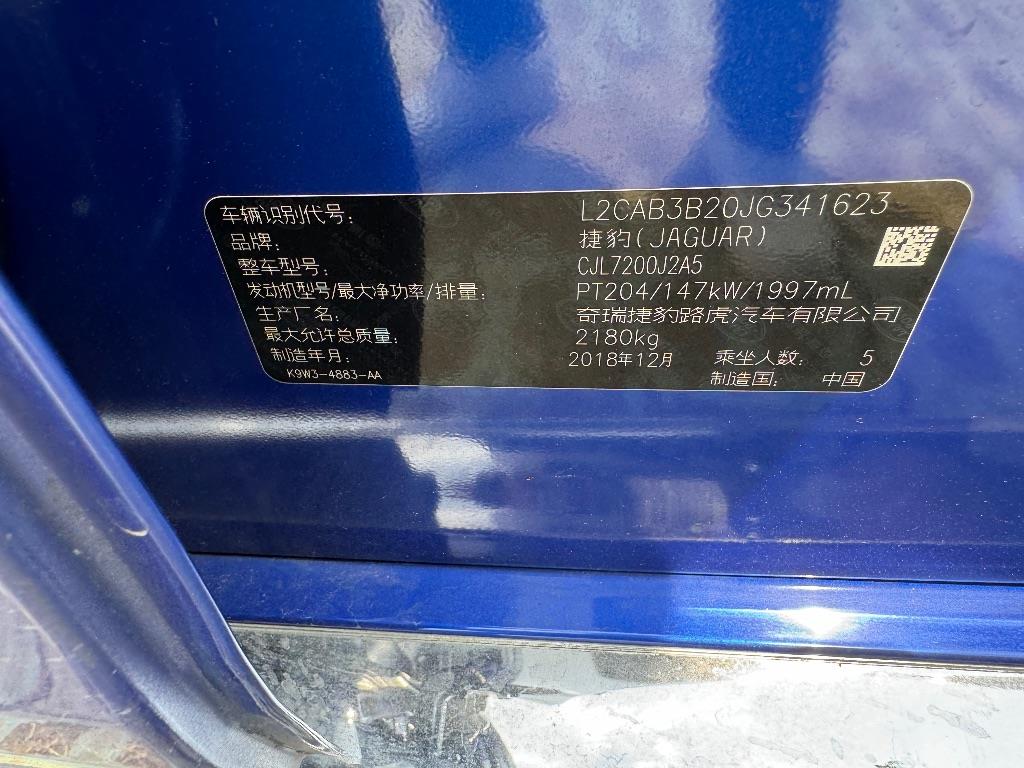 车辆识别代号: L2CAB3B20JG341623
品牌: 捷豹(JAGUAR)
整车型号: CJL7200J2A5
发动机型号/最大净功率/排量: PT204/147kW/1997mL
生产厂名: 奇瑞捷豹路虎汽车有限公司
最大允许总质量: 2180kg
制造年月: 2018年12月 乘坐人数: 5
K9W3-4883-AA 制造国: 中国